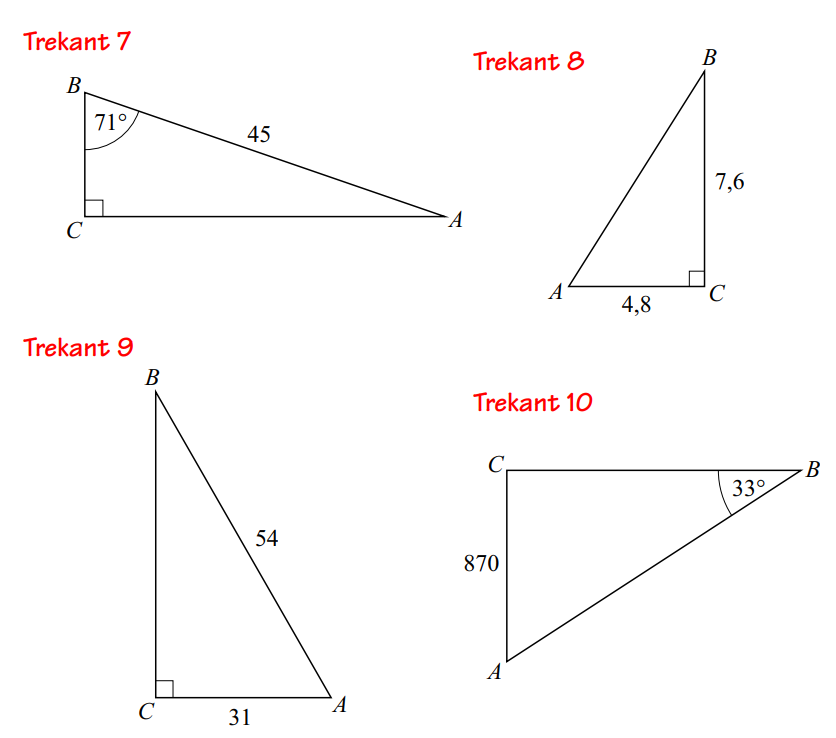 Trekant 7
B
71°
45
C
A
Trekant 8
B
7,6
A
4,8
C
Trekant 9
B
54
C
31
A
Trekant 10
C
B
33°
870
A